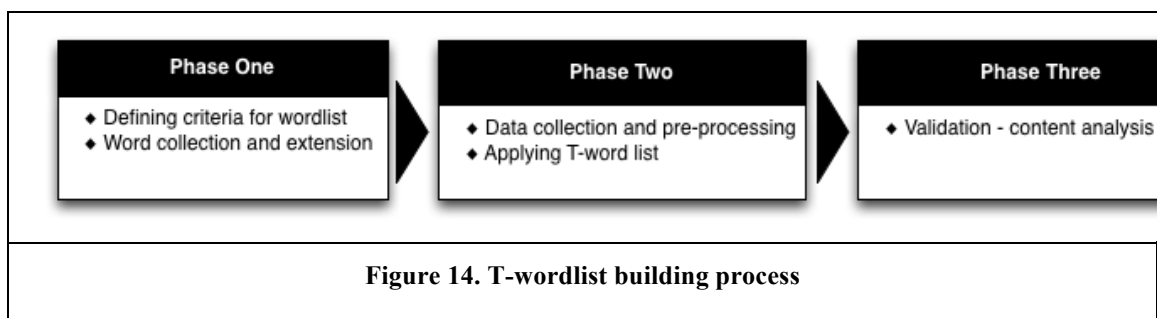 Phase One
◆ Defining criteria for wordlist
◆ Word collection and extension
Phase Two
◆ Data collection and pre-processing
◆ Applying T-word list
Phase Three
◆ Validation - content analysis
Figure 14. T-wordlist building process